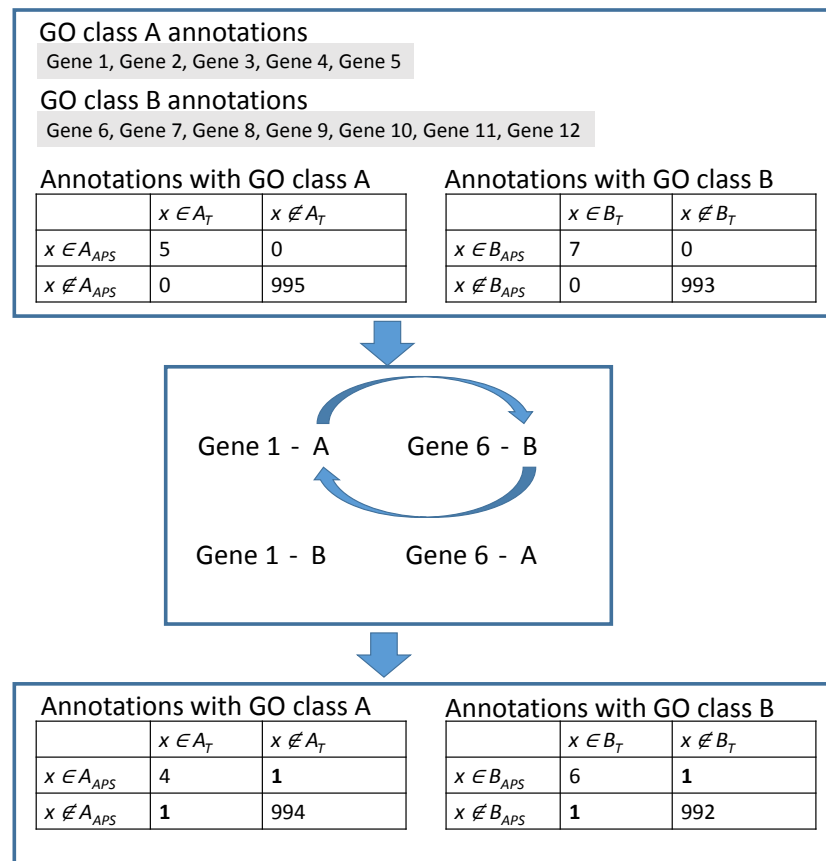 GO class A annotations
Gene 1, Gene 2, Gene 3, Gene 4, Gene 5
GO class B annotations
Gene 6, Gene 7, Gene 8, Gene 9, Gene 10, Gene 11, Gene 12
Annotations with GO class A
x ∈ A_T x ∉ A_T
x ∈ A_APS 5 0
x ∉ A_APS 0 995
Annotations with GO class B
x ∈ B_T x ∉ B_T
x ∈ B_APS 7 0
x ∉ B_APS 0 993
Gene 1 - A Gene 6 - B
Gene 1 - B Gene 6 - A
Annotations with GO class A
x ∈ A_T x ∉ A_T
x ∈ A_APS 4 1
x ∉ A_APS 1 994
Annotations with GO class B
x ∈ B_T x ∉ B_T
x ∈ B_APS 6 1
x ∉ B_APS 1 992